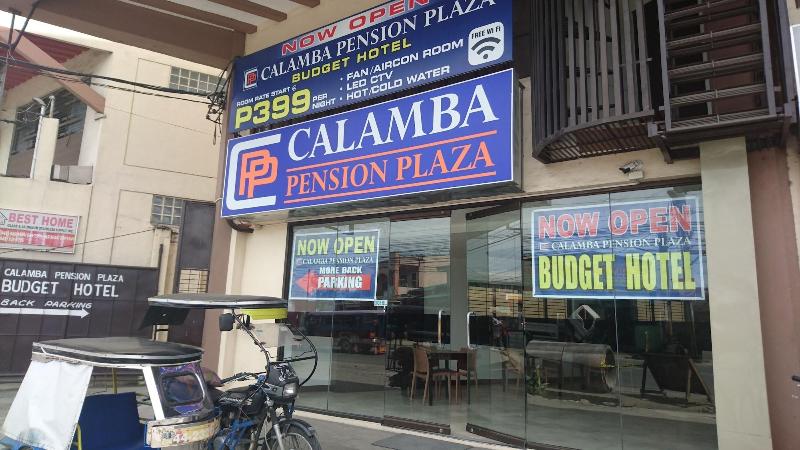 NOW OPEN
CALAMBA PENSION PLAZA
BUDGET HOTEL
FREE WI FI
ROOM RATE START @
P399 PER NIGHT
• FAN/AIRCON ROOM
• LED CTV
• HOT/COLD WATER
PP
CALAMBA
PENSION PLAZA
NOW OPEN
CALAMBA PENSION PLAZA
MORE BACK
PARKING
NOW OPEN
CALAMBA PENSION PLAZA
BUDGET HOTEL
BEST HOME
CALAMBA PENSION PLAZA
BUDGET HOTEL
BACK PARKING